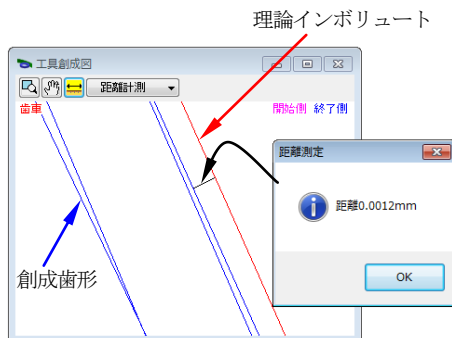 理論インボリュート
工具創成図
距離計測
歯車
開始側 終了側
距離測定
距離0.0012mm
OK
創成歯形